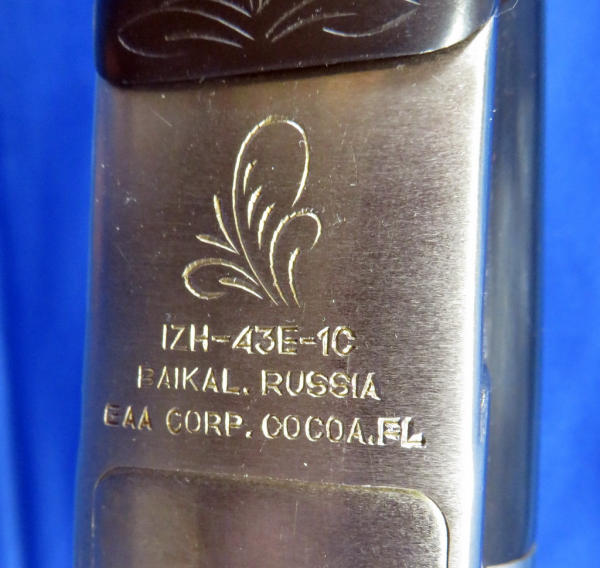 IZH-43E-1C
BAIKAL. RUSSIA
EAA CORP. COCOA.FL